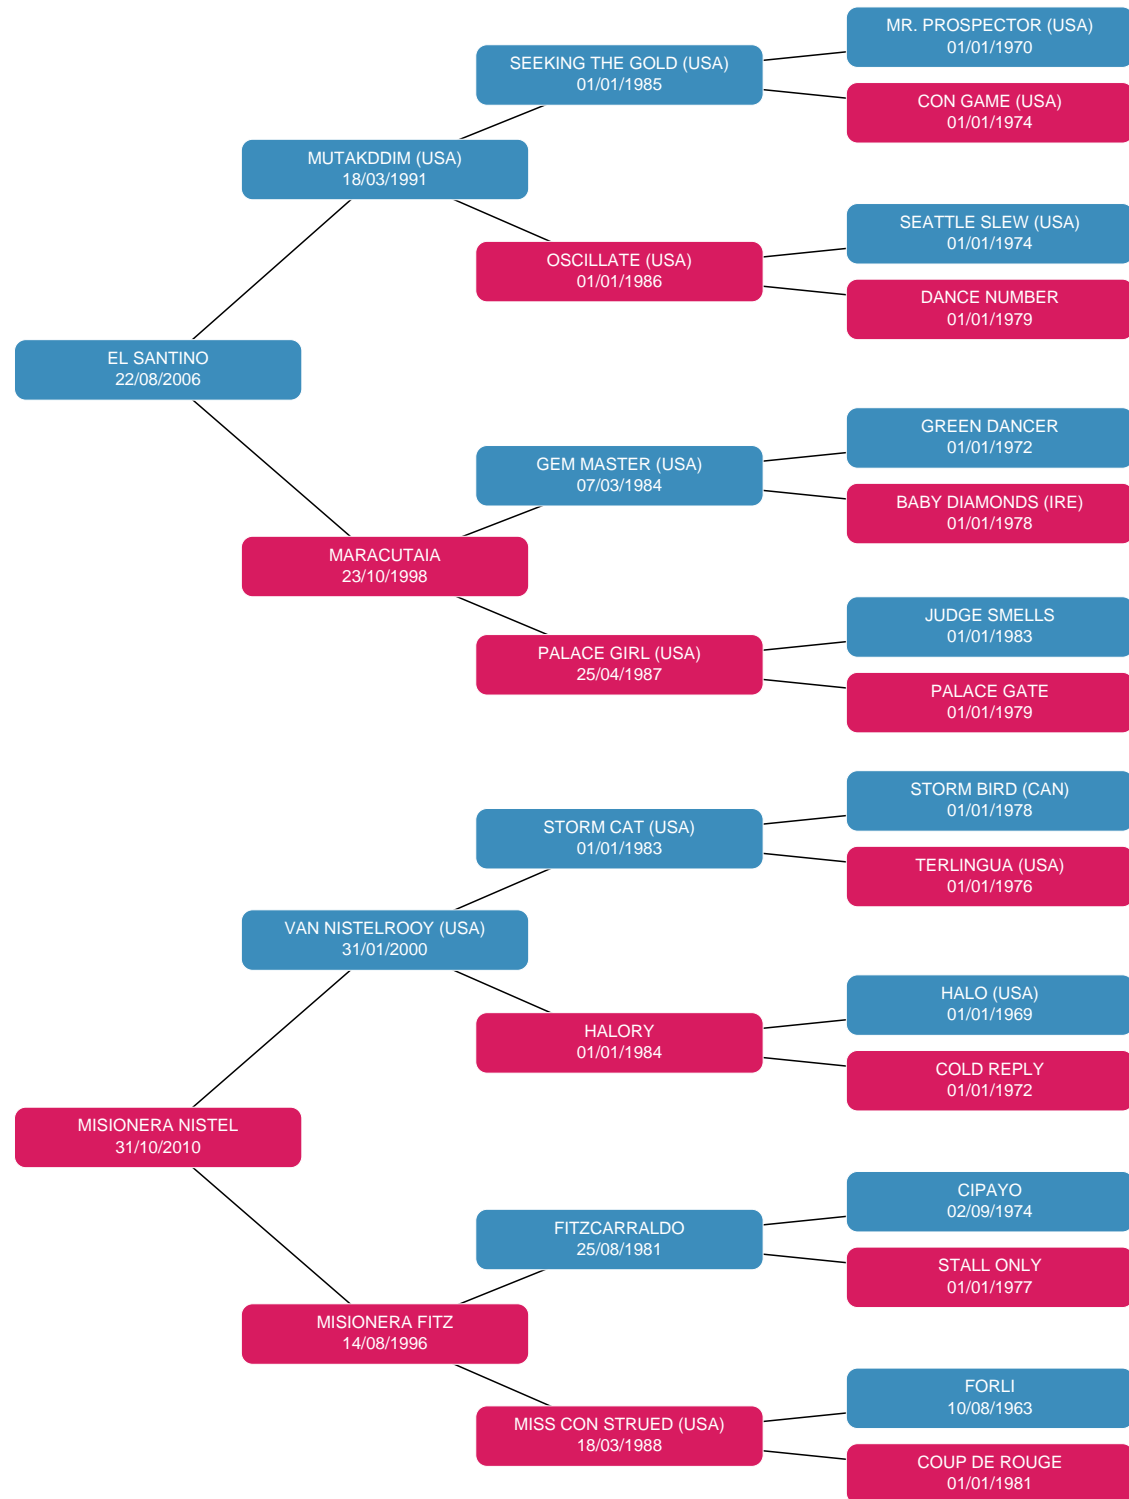 MR. PROSPECTOR (USA)
01/01/1970
SEEKING THE GOLD (USA)
01/01/1985
CON GAME (USA)
01/01/1974
MUTAKDDIM (USA)
18/03/1991
SEATTLE SLEW (USA)
01/01/1974
OSCILLATE (USA)
01/01/1986
DANCE NUMBER
01/01/1979
EL SANTINO
22/08/2006
GREEN DANCER
01/01/1972
GEM MASTER (USA)
07/03/1984
BABY DIAMONDS (IRE)
01/01/1978
MARACUTAIA
23/10/1998
JUDGE SMELLS
01/01/1983
PALACE GIRL (USA)
25/04/1987
PALACE GATE
01/01/1979
STORM BIRD (CAN)
01/01/1978
STORM CAT (USA)
01/01/1983
TERLINGUA (USA)
01/01/1976
VAN NISTELROOY (USA)
31/01/2000
HALO (USA)
01/01/1969
HALORY
01/01/1984
COLD REPLY
01/01/1972
MISIONERA NISTEL
31/10/2010
CIPAYO
02/09/1974
FITZCARRALDO
25/08/1981
STALL ONLY
01/01/1977
MISIONERA FITZ
14/08/1996
FORLI
10/08/1963
MISS CON STRUED (USA)
18/03/1988
COUP DE ROUGE
01/01/1981